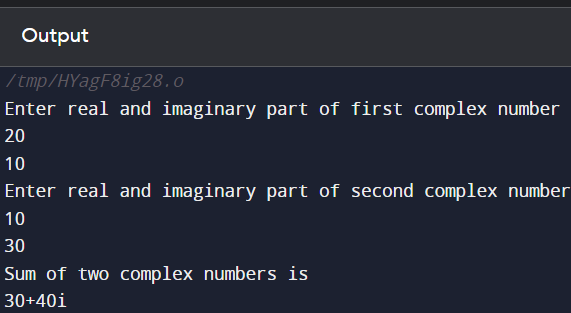 Output
/tmp/HYagF8ig28.o
Enter real and imaginary part of first complex number
20
10
Enter real and imaginary part of second complex number
10
30
Sum of two complex numbers is
30+40i